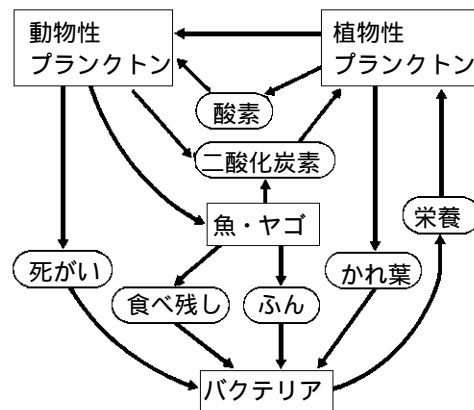 動物性
プランクトン
植物性
プランクトン
酸素
二酸化炭素
魚・ヤゴ
栄養
死がい
食べ残し
ふん
かれ葉
バクテリア